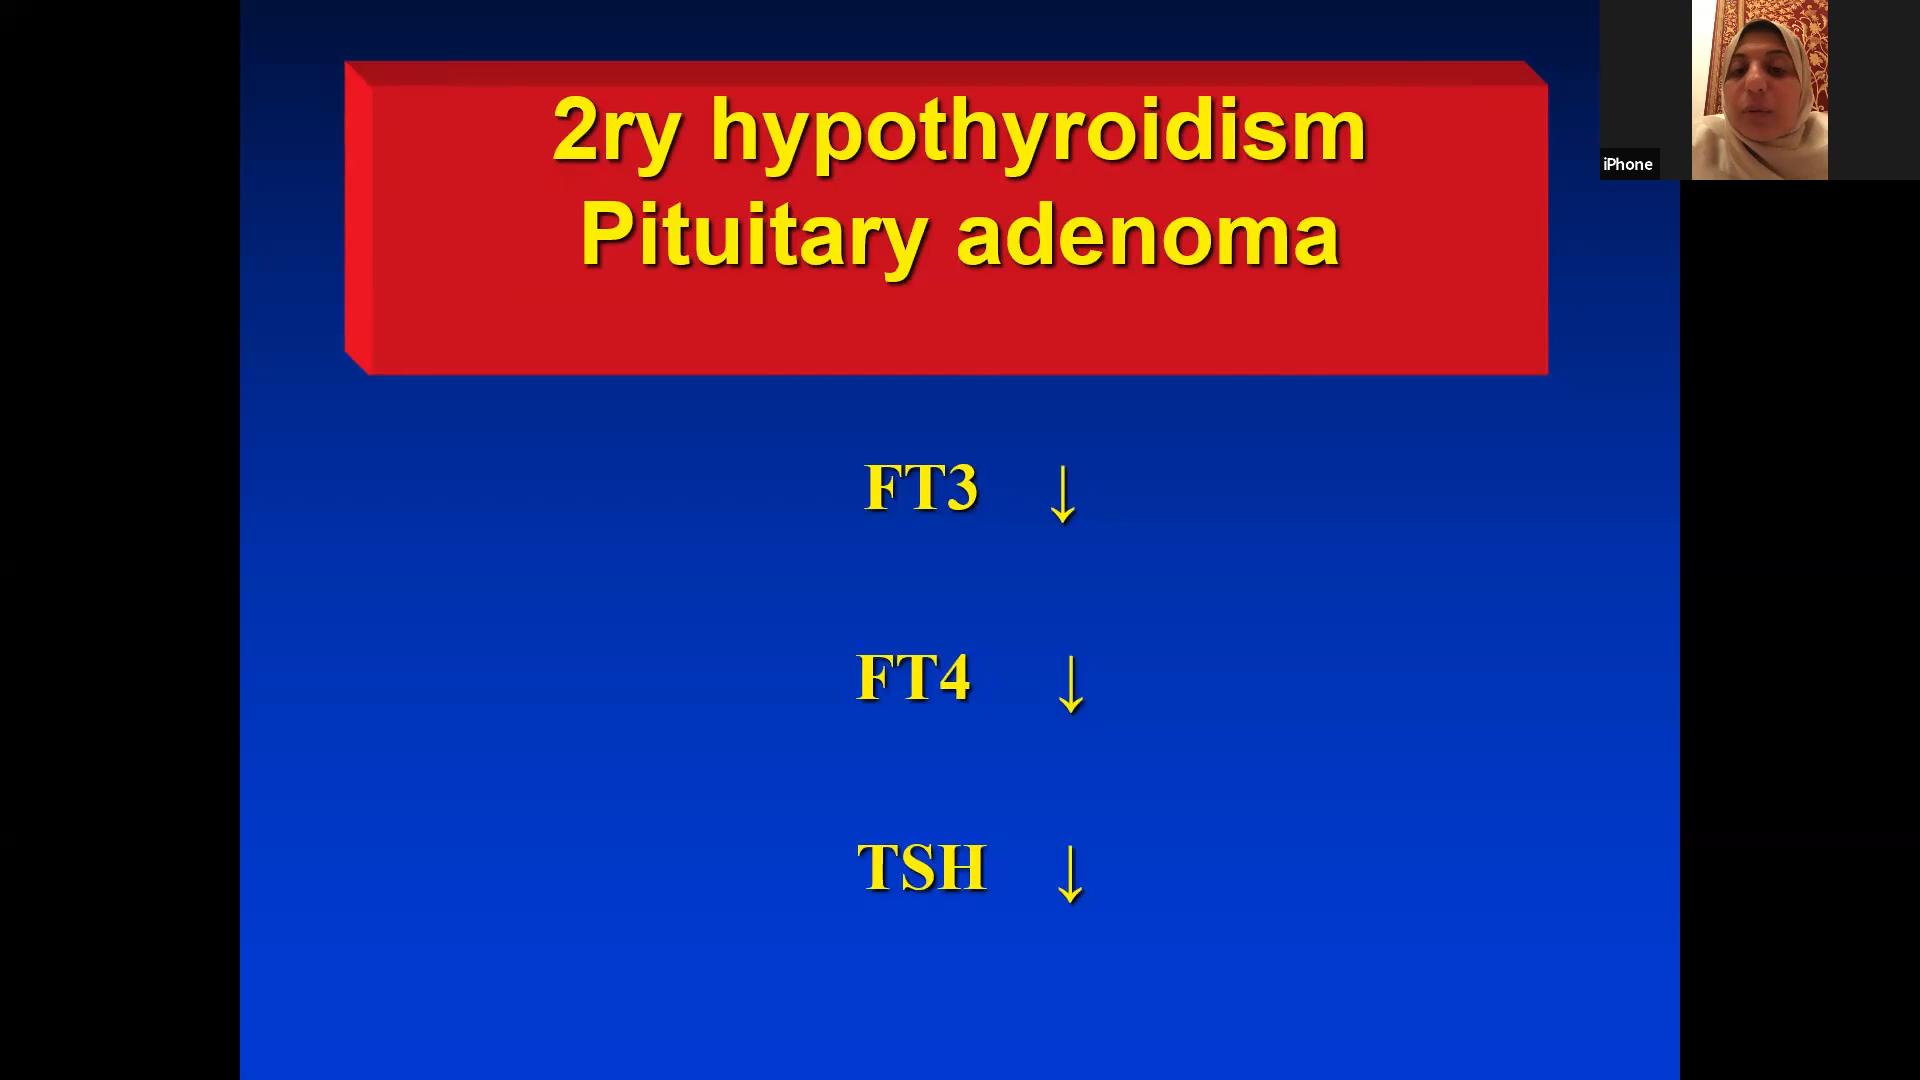 2ry hypothyroidism
Pituitary adenoma
FT3 ↓
FT4 ↓
TSH ↓
iPhone